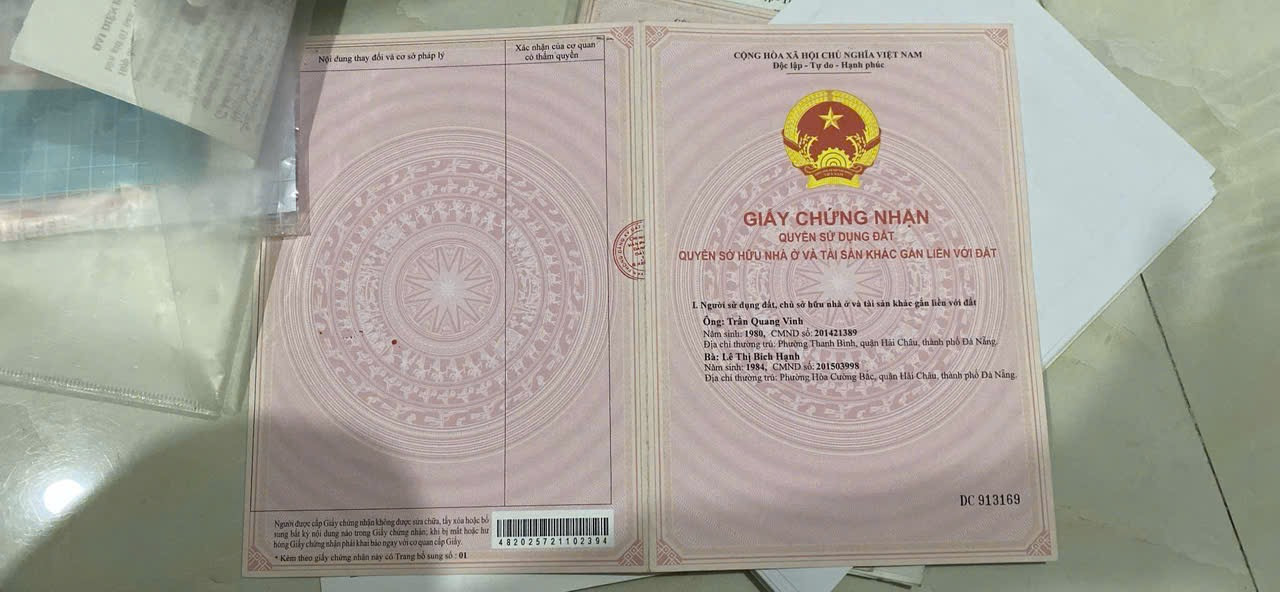 Nội dung thay đổi và cơ sở pháp lý
Xác nhận của cơ quan
có thẩm quyền
Người được cấp Giấy chứng nhận không được sửa chữa, tẩy xóa hoặc bổ
sung bất kỳ nội dung nào trong Giấy chứng nhận; khi bị mất hoặc hư
hỏng Giấy chứng nhận phải khai báo ngay với cơ quan cấp Giấy.
* Kèm theo giấy chứng nhận này có Trang bổ sung số : 01
482025721102394
CỘNG HÒA XÃ HỘI CHỦ NGHĨA VIỆT NAM
Độc lập - Tự do - Hạnh phúc
GIẤY CHỨNG NHẬN
QUYỀN SỬ DỤNG ĐẤT
QUYỀN SỞ HỮU NHÀ Ở VÀ TÀI SẢN KHÁC GẮN LIỀN VỚI ĐẤT
I. Người sử dụng đất, chủ sở hữu nhà ở và tài sản khác gắn liền với đất
Ông: Trần Quang Vinh
Năm sinh: 1980, CMND số: 201421389
Địa chỉ thường trú: Phường Thanh Bình, quận Hải Châu, thành phố Đà Nẵng.
Bà: Lê Thị Bích Hạnh
Năm sinh: 1984, CMND số: 201503998
Địa chỉ thường trú: Phường Hòa Cường Bắc, quận Hải Châu, thành phố Đà Nẵng.
DC 913169